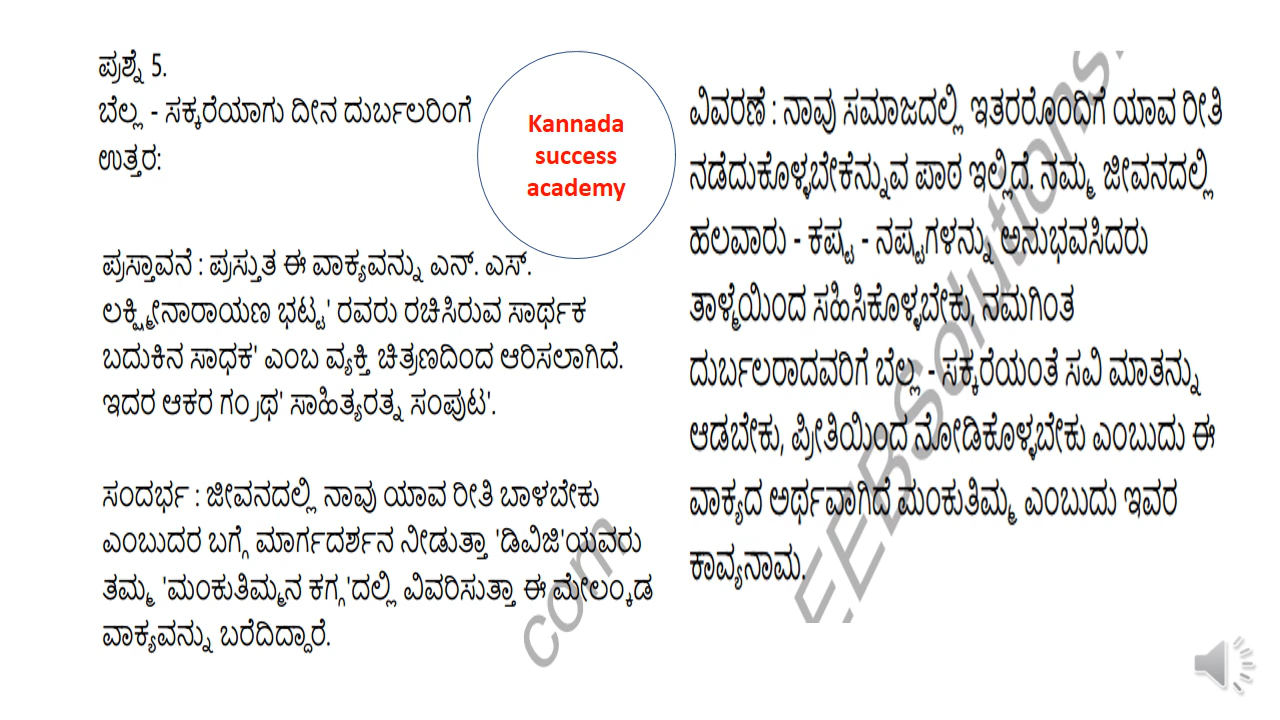 ಪ್ರಶ್ನೆ 5.
ಬೆಲ್ಲ - ಸಕ್ಕರೆಯಾಗು ದೀನ ದುರ್ಬಲರಿಂಗೆ
ಉತ್ತರ:
Kannada
success
academy
ಪ್ರಸ್ತಾವನೆ : ಪ್ರಸ್ತುತ ಈ ವಾಕ್ಯವನ್ನು ಎನ್. ಎಸ್.
ಲಕ್ಷ್ಮೀನಾರಾಯಣ ಭಟ್ಟ' ರವರು ರಚಿಸಿರುವ ಸಾರ್ಥಕ
ಬದುಕಿನ ಸಾಧಕ' ಎಂಬ ವ್ಯಕ್ತಿ ಚಿತ್ರಣದಿಂದ ಆರಿಸಲಾಗಿದೆ.
ಇದರ ಆಕರ ಗಂ್ರಥ' ಸಾಹಿತ್ಯರತ್ನ ಸಂಪುಟ'.
ಸಂದರ್ಭ : ಜೀವನದಲ್ಲಿ ನಾವು ಯಾವ ರೀತಿ ಬಾಳಬೇಕು
ಎಂಬುದರ ಬಗ್ಗೆ ಮಾರ್ಗದರ್ಶನ ನೀಡುತ್ತಾ 'ಡಿವಿಜಿ'ಯವರು
ತಮ್ಮ 'ಮಂಕುತಿಮ್ಮನ ಕಗ್ಗ'ದಲ್ಲಿ ವಿವರಿಸುತ್ತಾ ಈ ಮೇಲಂ್ಕಡ
ವಾಕ್ಯವನ್ನು ಬರೆದಿದ್ದಾರೆ.
ವಿವರಣೆ : ನಾವು ಸಮಾಜದಲ್ಲಿ ಇತರರೊಂದಿಗೆ ಯಾವ ರೀತಿ
ನಡೆದುಕೊಳ್ಳಬೇಕೆನ್ನುವ ಪಾಠ ಇಲ್ಲಿದೆ. ನಮ್ಮ ಜೀವನದಲ್ಲಿ
ಹಲವಾರು - ಕಷ್ಟ - ನಷ್ಟಗಳನ್ನು ಅನುಭವಸಿದರು
ತಾಳ್ಮೆಯಿಂದ ಸಹಿಸಿಕೊಳ್ಳಬೇಕು, ನಮಗಿಂತ
ದುರ್ಬಲರಾದವರಿಗೆ ಬೆಲ್ಲ - ಸಕ್ಕರೆಯಂತೆ ಸವಿ ಮಾತನ್ನು
ಆಡಬೇಕು, ಪ್ರೀತಿಯಿಂದ ನೋಡಿಕೊಳ್ಳಬೇಕು ಎಂಬುದು ಈ
ವಾಕ್ಯದ ಅರ್ಥವಾಗಿದೆ ಮಂಕುತಿಮ್ಮ ಎಂಬುದು ಇವರ
ಕಾವ್ಯನಾಮ.
EEBSolutions.
com